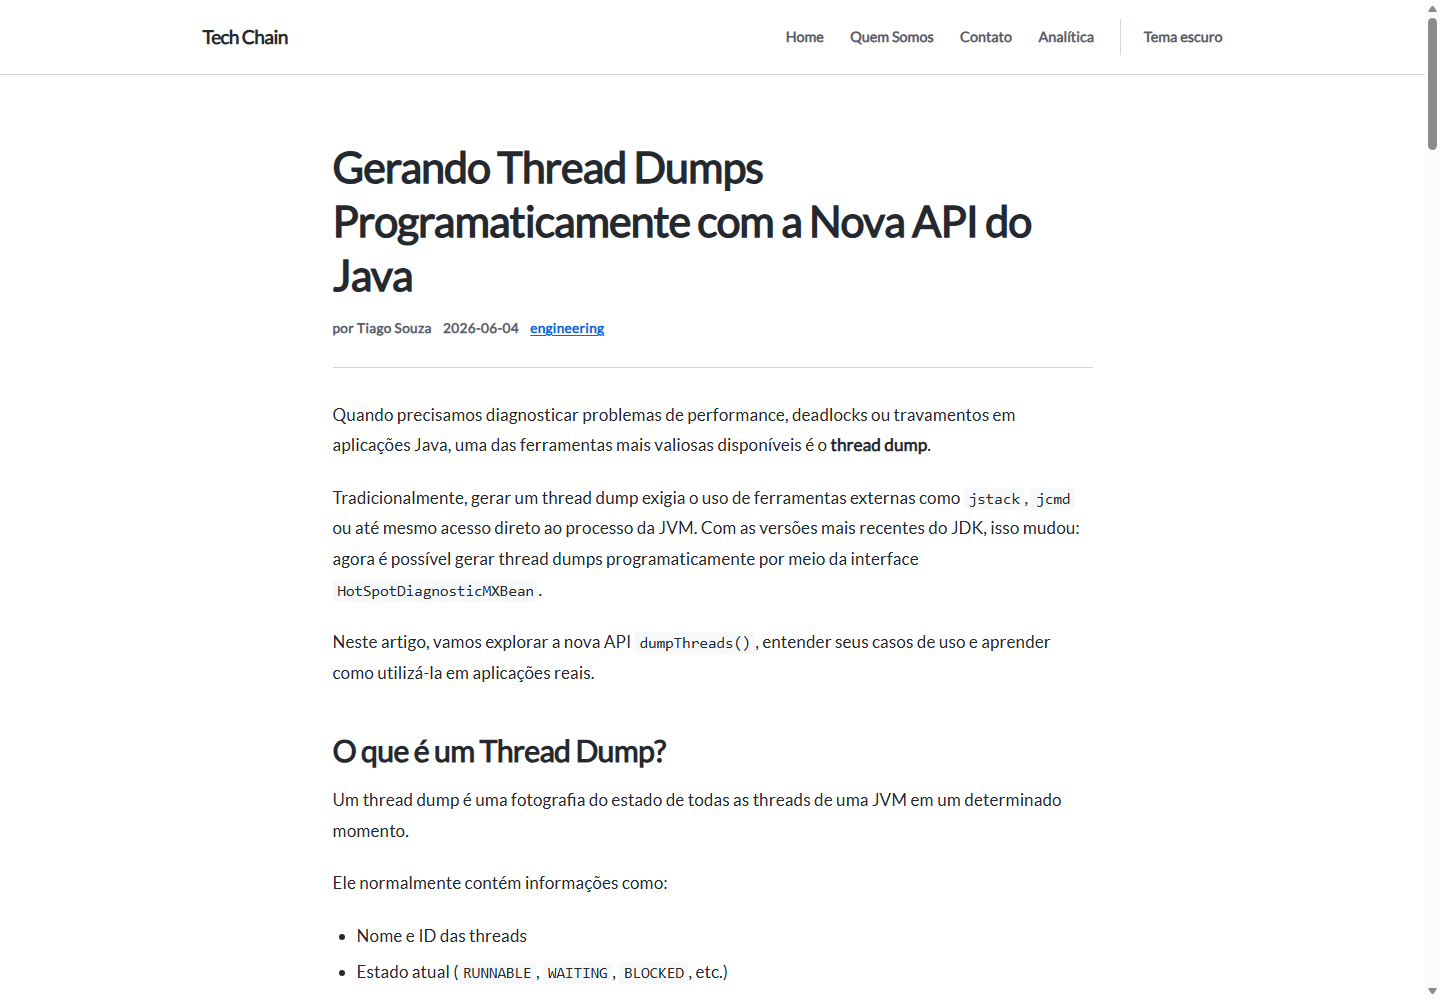 Tech Chain
Home
Quem Somos
Contato
Analítica
Tema escuro
Gerando Thread Dumps
Programaticamente com a Nova API do
Java
por Tiago Souza 2026-06-04 engineering
Quando precisamos diagnosticar problemas de performance, deadlocks ou travamentos em
aplicações Java, uma das ferramentas mais valiosas disponíveis é o thread dump.
Tradicionalmente, gerar um thread dump exigia o uso de ferramentas externas como jstack, jcmd
ou até mesmo acesso direto ao processo da JVM. Com as versões mais recentes do JDK, isso mudou:
agora é possível gerar thread dumps programaticamente por meio da interface
HotSpotDiagnosticMXBean.
Neste artigo, vamos explorar a nova API dumpThreads(), entender seus casos de uso e aprender
como utilizá-la em aplicações reais.
O que é um Thread Dump?
Um thread dump é uma fotografia do estado de todas as threads de uma JVM em um determinado
momento.
Ele normalmente contém informações como:
• Nome e ID das threads
• Estado atual (RUNNABLE, WAITING, BLOCKED, etc.)